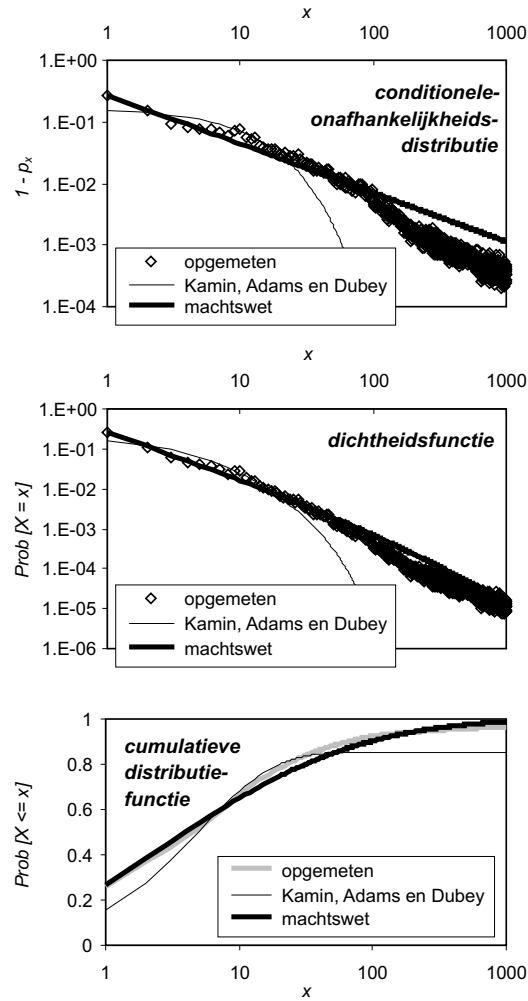 x
1
10
100
1000
1.E+00
1.E-01
1.E-02
1.E-03
1.E-04
1 - px
conditionele-
onafhankelijkheids-
distributie
opgemeten
Kamin, Adams en Dubey
machtswet
x
1
10
100
1000
1.E+00
1.E-01
1.E-02
1.E-03
1.E-04
1.E-05
1.E-06
Prob [X = x]
dichtheidsfunctie
opgemeten
Kamin, Adams en Dubey
machtswet
1
0.8
0.6
0.4
0.2
0
Prob [X <= x]
cumulatieve
distributie-
functie
opgemeten
Kamin, Adams en Dubey
machtswet
1
10
100
1000
x